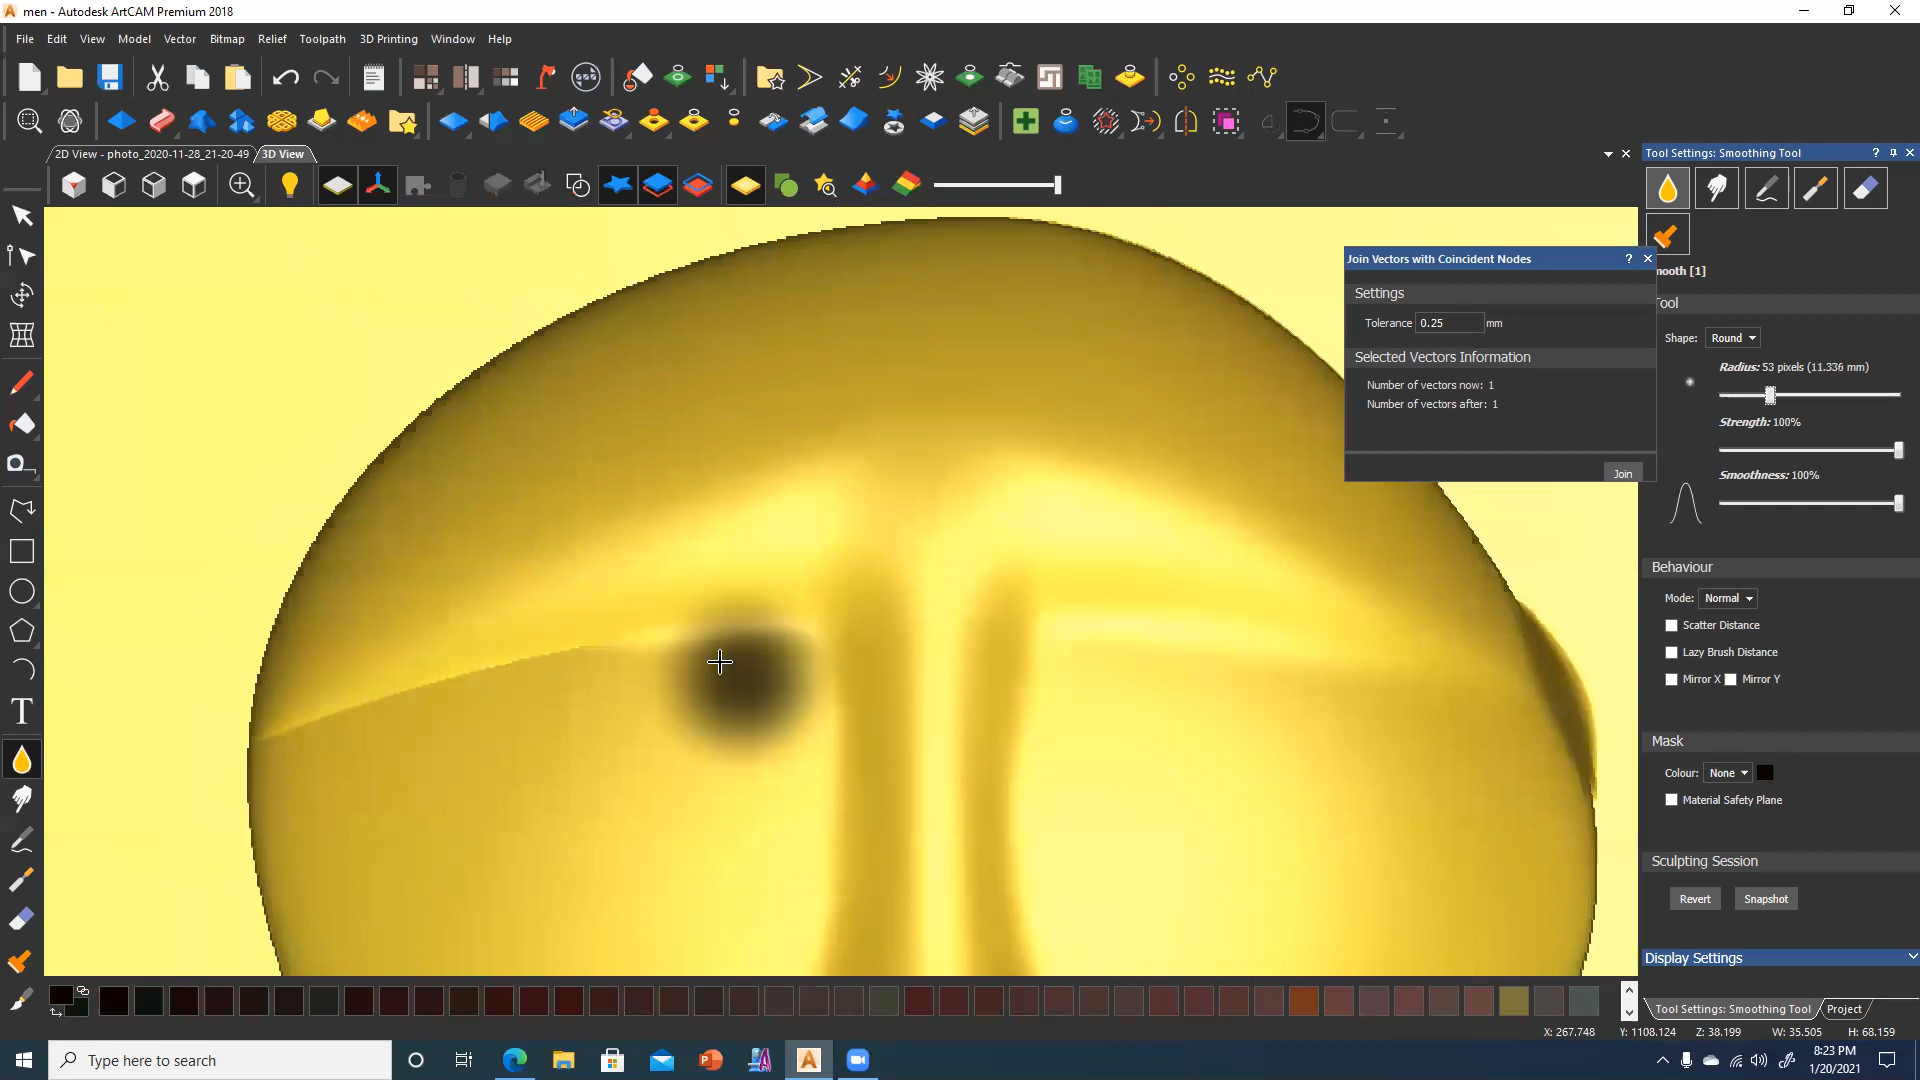 men - Autodesk ArtCAM Premium 2018
File Edit View Model Vector Bitmap Relief Toolpath 3D Printing Window Help
2D View - photo_2020-11-28_21-20-49 3D View
Tool Settings: Smoothing Tool
Join Vectors with Coincident Nodes
Settings
Tolerance 0.25 mm
Selected Vectors Information
Number of vectors now: 1
Number of vectors after: 1
Join
mooth [1]
Tool
Shape: Round
Radius: 53 pixels (11.336 mm)
Strength: 100%
Smoothness: 100%
Behaviour
Mode: Normal
Scatter Distance
Lazy Brush Distance
Mirror X Mirror Y
Mask
Colour: None
Material Safety Plane
Sculpting Session
Revert Snapshot
Display Settings
Tool Settings: Smoothing Tool Project
X: 267.748 Y: 1108.124 Z: 38.199 W: 35.505 H: 68.159
Type here to search
8:23 PM
1/20/2021